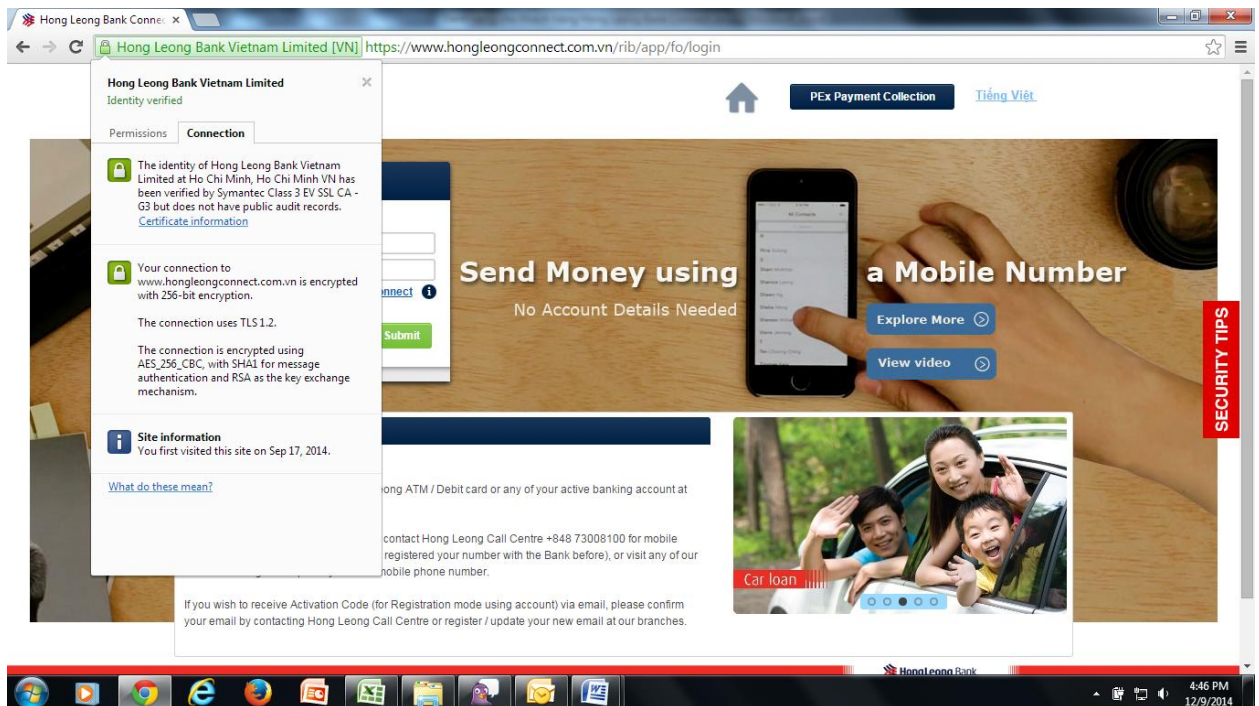 Hong Leong Bank Connec
Hong Leong Bank Vietnam Limited [VN] https://www.hongleongconnect.com.vn/rib/app/fo/login
Hong Leong Bank Vietnam Limited
Identity verified
Permissions Connection
The identity of Hong Leong Bank Vietnam
Limited at Ho Chi Minh, Ho Chi Minh VN has
been verified by Symantec Class 3 EV SSL CA -
G3 but does not have public audit records.
Certificate information
Your connection to
www.hongleongconnect.com.vn is encrypted
with 256-bit encryption.
The connection uses TLS 1.2.
The connection is encrypted using
AES_256_CBC, with SHA1 for message
authentication and RSA as the key exchange
mechanism.
Site information
You first visited this site on Sep 17, 2014.
What do these mean?
PEx Payment Collection Tiếng Việt
nnect
Submit
Send Money using a Mobile Number
No Account Details Needed
Explore More
View video
SECURITY TIPS
ong ATM / Debit card or any of your active banking account at
contact Hong Leong Call Centre +848 73008100 for mobile
registered your number with the Bank before), or visit any of our
mobile phone number.
If you wish to receive Activation Code (for Registration mode using account) via email, please confirm
your email by contacting Hong Leong Call Centre or register / update your new email at our branches.
Car loan
HongLeong Bank
4:46 PM
12/9/2014